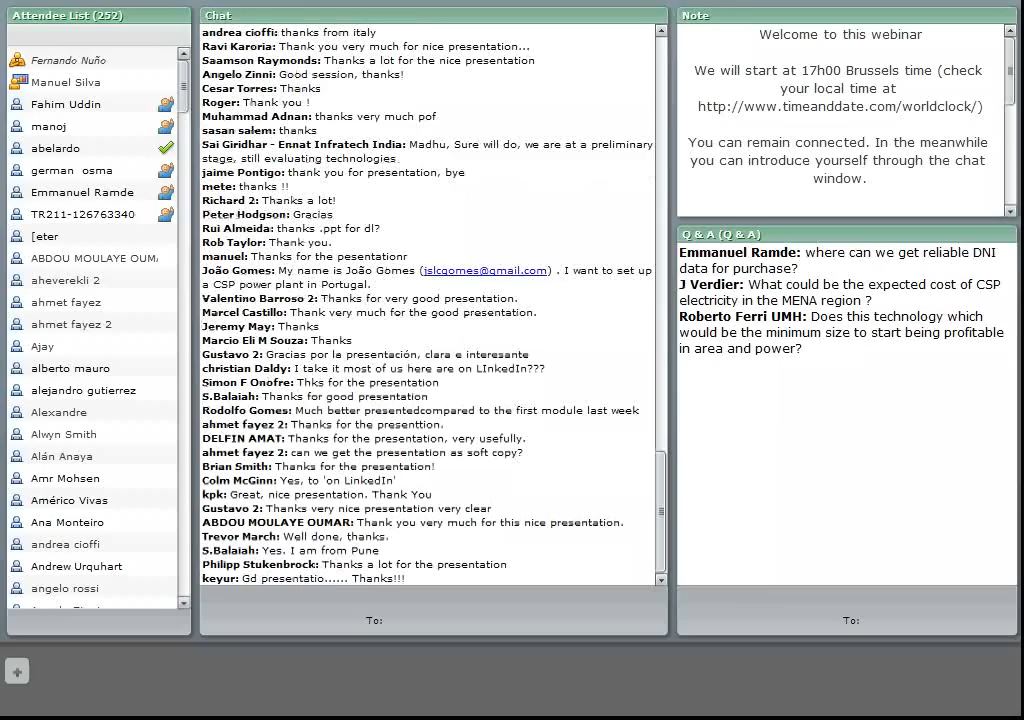 Attendee List (252)
Fernando Nuño
Manuel Silva
Fahim Uddin
manoj
abelardo
german osma
Emmanuel Ramde
TR211-126763340
[eter
ABDOU MOULAYE OUM
aheverekli 2
ahmet fayez
ahmet fayez 2
Ajay
alberto mauro
alejandro gutierrez
Alexandre
Alwyn Smith
Alán Anaya
Amr Mohsen
Américo Vivas
Ana Monteiro
andrea cioffi
Andrew Urquhart
angelo rossi
Chat
andrea cioffi: thanks from italy
Ravi Karoria: Thank you very much for nice presentation...
Saamson Raymonds: Thanks a lot for the nice presentation
Angelo Zinni: Good session, thanks!
Cesar Torres: Thanks
Roger: Thank you !
Muhammad Adnan: thanks very much pof
sasan salem: thanks
Sai Giridhar - Ennat Infratech India: Madhu, Sure will do, we are at a preliminary
stage, still evaluating technologies
jaime Pontigo: thank you for presentation, bye
mete: thanks !!
Richard 2: Thanks a lot!
Peter Hodgson: Gracias
Rui Almeida: thanks .ppt for dl?
Rob Taylor: Thank you.
manuel: Thanks for the presentationr
João Gomes: My name is João Gomes (jslcgomes@gmail.com) . I want to set up
a CSP power plant in Portugal.
Valentino Barroso 2: Thanks for very good presentation.
Marcel Castillo: Thank very much for the good presentation.
Jeremy May: Thanks
Marcio Eli M Souza: Thanks
Gustavo 2: Gracias por la presentación, clara e interesante
christian Daldy: I take it most of us here are on LInkedIn???
Simon F Onofre: Thks for the presentation
S.Balaiah: Thanks for good presentation
Rodolfo Gomes: Much better presentedcompared to the first module last week
ahmet fayez 2: Thanks for the presenttion.
DELFIN AMAT: Thanks for the presentation, very usefully.
ahmet fayez 2: can we get the presentation as soft copy?
Brian Smith: Thanks for the presentation!
Colm McGinn: Yes, to 'on LinkedIn'
kpk: Great, nice presentation. Thank You
Gustavo 2: Thanks very nice presentation very clear
ABDOU MOULAYE OUMAR: Thank you very much for this nice presentation.
Trevor March: Well done, thanks.
S.Balaiah: Yes. I am from Pune
Philipp Stukenbrock: Thanks a lot for the presentation
keyur: Gd presentatio...... Thanks!!!
To:
Note
Welcome to this webinar
We will start at 17h00 Brussels time (check
your local time at
http://www.timeanddate.com/worldclock/)
You can remain connected. In the meanwhile
you can introduce yourself through the chat
window.
Q & A (Q & A)
Emmanuel Ramde: where can we get reliable DNI
data for purchase?
J Verdier: What could be the expected cost of CSP
electricity in the MENA region ?
Roberto Ferri UMH: Does this technology which
would be the minimum size to start being profitable
in area and power?
To: